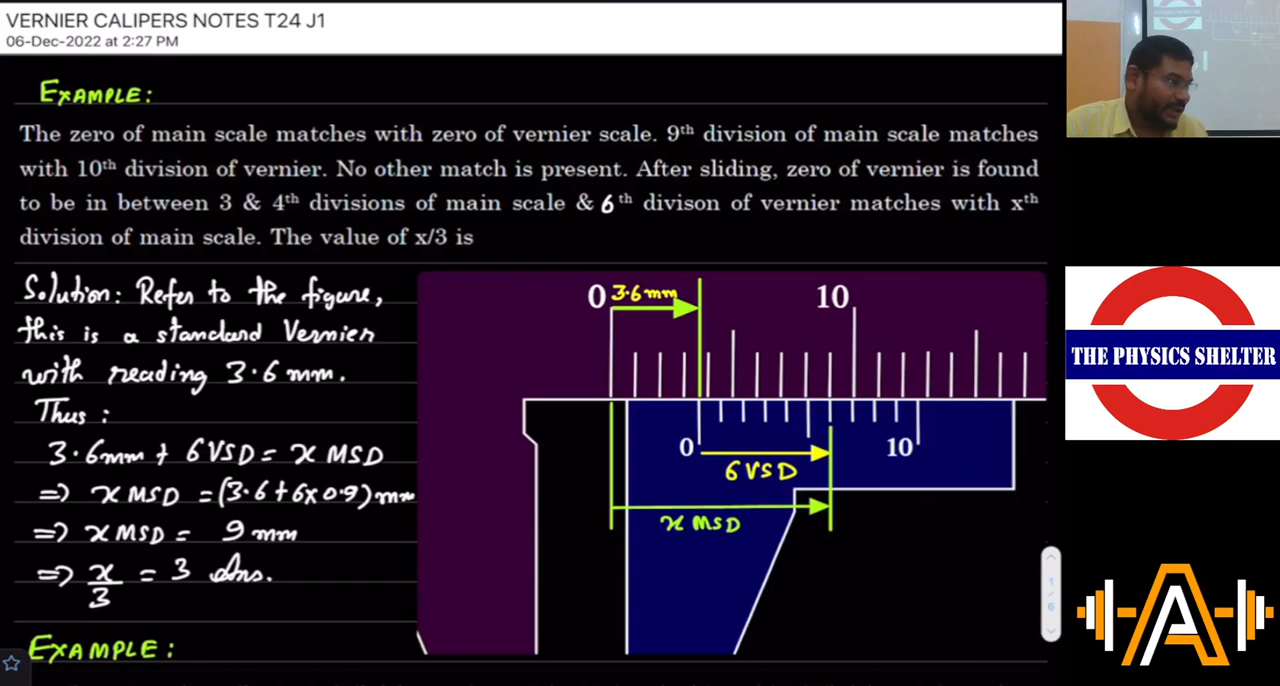 VERNIER CALIPERS NOTES T24 J1
06-Dec-2022 at 2:27 PM
EXAMPLE:
The zero of main scale matches with zero of vernier scale. 9th division of main scale matches
with 10th division of vernier. No other match is present. After sliding, zero of vernier is found
to be in between 3 & 4th divisions of main scale & 6th divison of vernier matches with xth
division of main scale. The value of x/3 is
Solution: Refer to the figure,
this is a standard Vernier
with reading 3.6 mm.
Thus:
3.6mm + 6 VSD = x MSD
=> x MSD = (3.6 + 6x0.9) mm
=> x MSD = 9 mm
=> x/3 = 3 Ans.
0 3.6mm 10
0 10
6 VSD
x MSD
EXAMPLE:
THE PHYSICS SHELTER
1/6
A